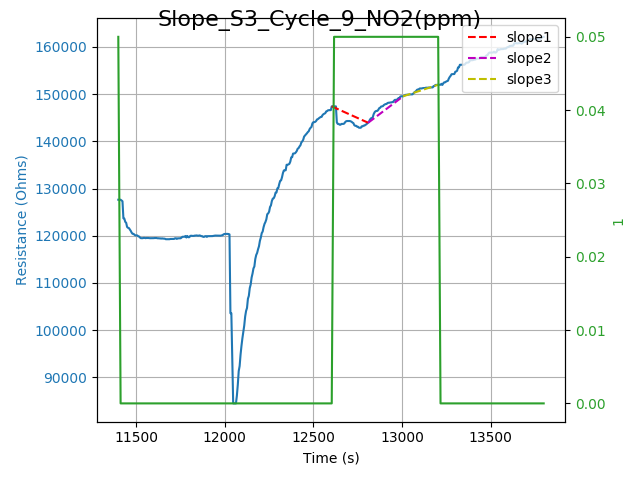 Slope_S3_Cycle_9_NO2(ppm)
slope1
slope2
slope3
160000
150000
140000
130000
120000
110000
100000
90000
Resistance (Ohms)
0.05
0.04
0.03
0.02
0.01
0.00
1
11500 12000 12500 13000 13500
Time (s)